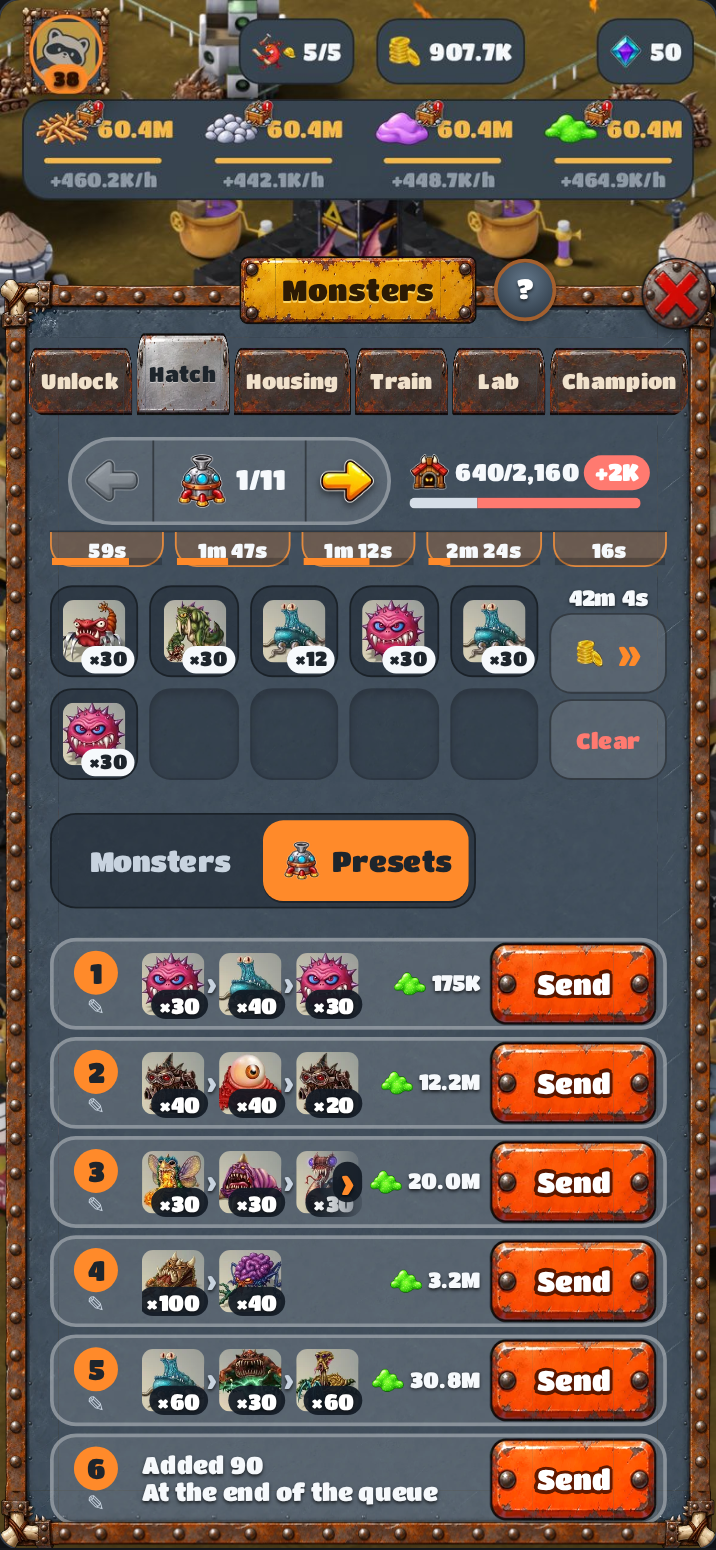 38
5/5
907.7K
50
60.4M
60.4M
60.4M
60.4M
+460.2K/h
+442.1K/h
+448.7K/h
+464.9K/h
Monsters
?
Unlock
Hatch
Housing
Train
Lab
Champion
1/11
640/2,160
+2K
59s
1m 47s
1m 12s
2m 24s
16s
×30
×30
×12
×30
×30
42m 4s
×30
Clear
Monsters
Presets
1
×30
×40
×30
175K
Send
2
×40
×40
×20
12.2M
Send
3
×30
×30
×30
20.0M
Send
4
×100
×40
3.2M
Send
5
×60
×30
×60
30.8M
Send
6
Added 90
At the end of the queue
Send